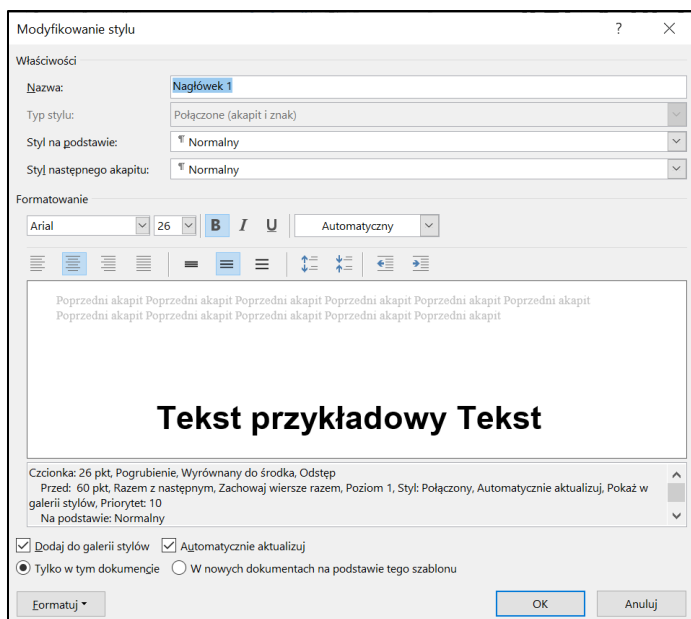 Modyfikowanie stylu
Właściwości
Nazwa: Nagłówek 1
Typ stylu: Połączone (akapit i znak)
Styl na podstawie: ¶ Normalny
Styl następnego akapitu: ¶ Normalny
Formatowanie
Arial 26 B I U Automatyczny
Poprzedni akapit Poprzedni akapit Poprzedni akapit Poprzedni akapit Poprzedni akapit Poprzedni akapit
Poprzedni akapit Poprzedni akapit Poprzedni akapit Poprzedni akapit Poprzedni akapit
Tekst przykładowy Tekst
Czcionka: 26 pkt, Pogrubienie, Wyrównany do środka, Odstęp
Przed: 60 pkt, Razem z następnym, Zachowaj wiersze razem, Poziom 1, Styl: Połączony, Automatycznie aktualizuj, Pokaż w
galerii stylów, Priorytet: 10
Na podstawie: Normalny
Dodaj do galerii stylów Automatycznie aktualizuj
Tylko w tym dokumencie W nowych dokumentach na podstawie tego szablonu
Formatuj OK Anuluj